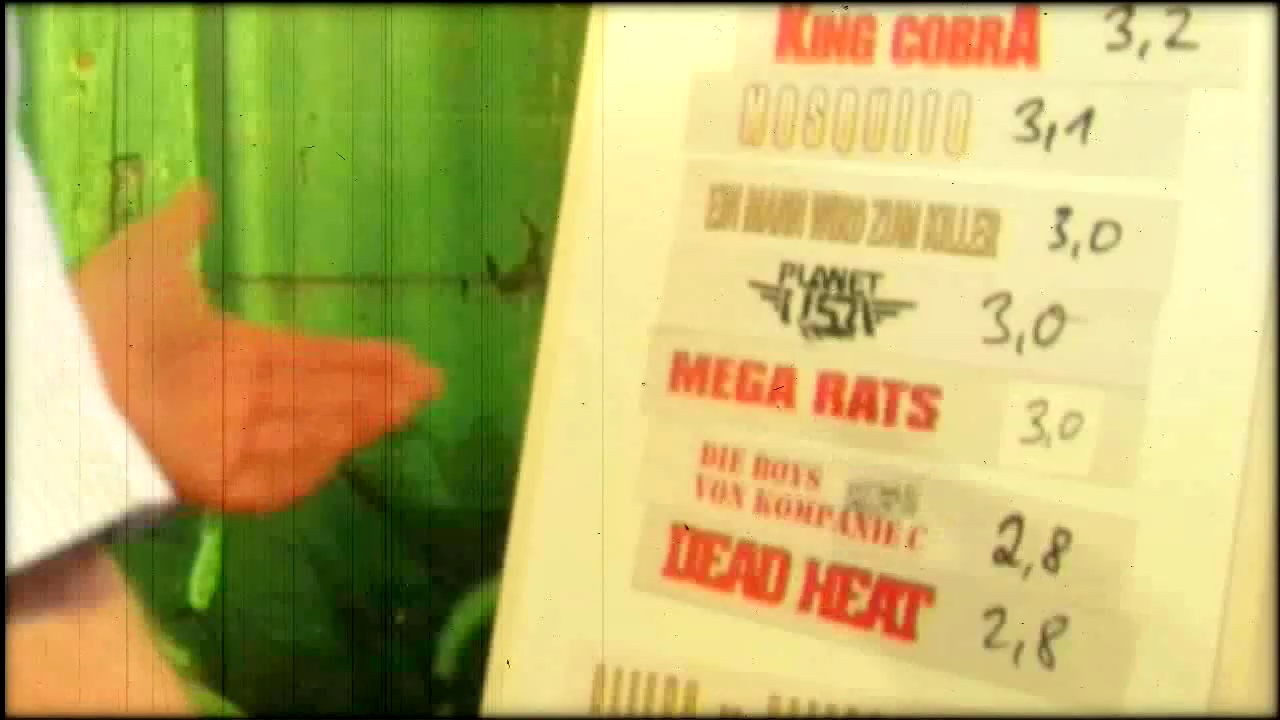 KING COBRA 3,2
MOSQUITO 3,1
EIN MANN WIRD ZUM KILLER 3,0
PLANET 3,0
MEGA RATS 3,0
DIE BOYS
VON KOMPANIE C 2,8
DEAD HEAT 2,8